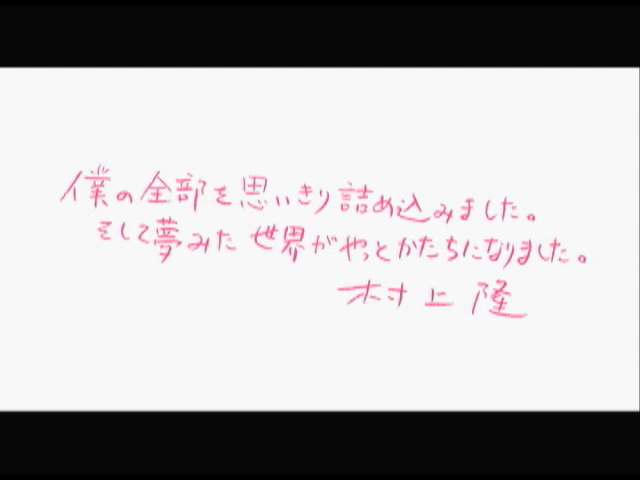 僕の全部を思いきり詰め込みました。
そして夢みた世界がやっとかたちになりました。
村上 隆